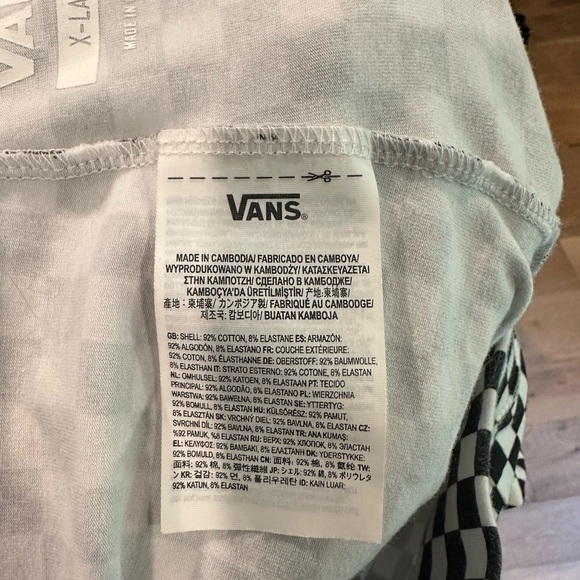 VA
X-LA
MADE IN
VANS®
MADE IN CAMBODIA/ FABRICADO EN CAMBOYA/
WYPRODUKOWANO W KAMBODŻY/ ΚΑΤΑΣΚΕΥΑΖΕΤΑΙ
ΣΤΗΝ ΚΑΜΠΟΤΖΗ/ СДЕЛАНО В КАМБОДЖЕ/
KAMBOÇYA'DA ÜRETİLMİŞTİR/ 产地:柬埔寨/
產地:柬埔寨/ カンボジア製/ FABRIQUÉ AU CAMBODGE/
제조국: 캄보디아/ BUATAN KAMBOJA
GB: SHELL: 92% COTTON, 8% ELASTANE ES: ARMAZÓN:
92% ALGODÓN, 8% ELASTANO FR: COUCHE EXTÉRIEURE:
92% COTON, 8% ÉLASTHANNE DE: OBERSTOFF: 92% BAUMWOLLE,
8% ELASTHAN IT: STRATO ESTERNO: 92% COTONE, 8% ELASTAN
NL: OMHULSEL: 92% KATOEN, 8% ELASTAAN PT: TECIDO
PRINCIPAL: 92% ALGODÃO, 8% ELASTANO PL: WIERZCHNIA
WARSTWA: 92% BAWEŁNA, 8% ELASTAN SE: YTTERTYG:
92% BOMULL, 8% ELASTAN HU: KÜLSŐRÉSZ: 92% PAMUT,
8% ELASZTÁN SK: VRCHNÝ DIEL: 92% BAVLNA, 8% ELASTAN CZ:
SVRCHNÍ DÍL: 92% BAVLNA, 8% ELASTAN TR: ANA KUMAŞ:
%92 PAMUK, %8 ELASTAN RU: ВЕРХ: 92% ХЛОПОК, 8% ЭЛАСТАН
EL: ΚΕΛΥΦΟΣ: 92% ΒΑΜΒΑΚΙ, 8% ΕΛΑΣΤΑΝΗ DK: YDERSTYKKE:
92% BOMULD, 8% ELASTHAN CN: 面料: 92% 棉, 8% 氨纶 TW:
面料: 92% 棉, 8% 彈性纖維 JP: シェル: 92% 綿, 8% ポリウレタ
ン KR: 겉감: 92% 면, 8% 폴리우레탄 ID: KAIN LUAR:
92% KATUN, 8% ELASTAN